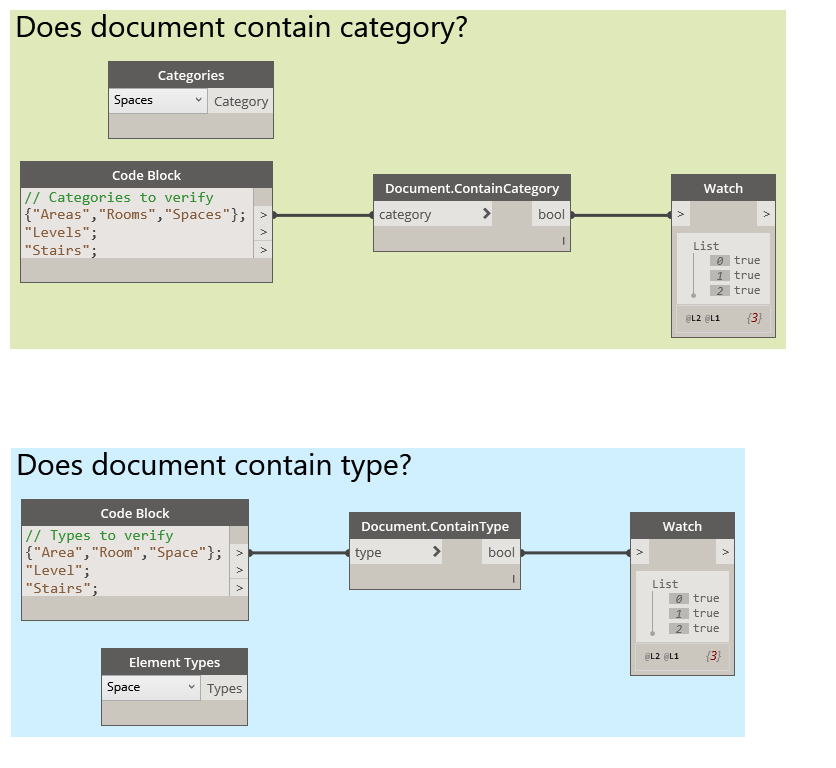 Does document contain category?
Categories
Spaces Category
Code Block
// Categories to verify
{"Areas","Rooms","Spaces"}; >
"Levels"; >
"Stairs"; >
Document.ContainCategory
category > bool
l
Watch
> >
List
0 true
1 true
2 true
@L2 @L1 {3}
Does document contain type?
Code Block
// Types to verify
{"Area","Room","Space"}; >
"Level"; >
"Stairs"; >
Document.ContainType
type > bool
l
Watch
> >
List
0 true
1 true
2 true
@L2 @L1 {3}
Element Types
Space Types